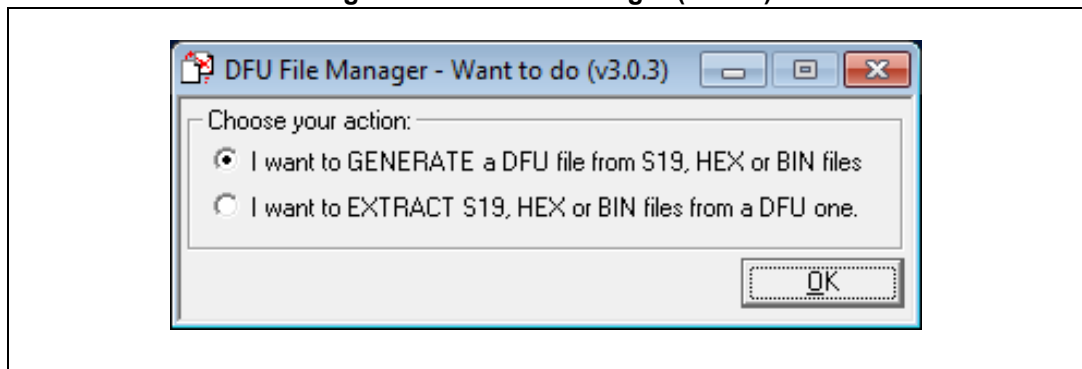 DFU File Manager - Want to do (v3.0.3)
Choose your action:
I want to GENERATE a DFU file from S19, HEX or BIN files
I want to EXTRACT S19, HEX or BIN files from a DFU one.
OK